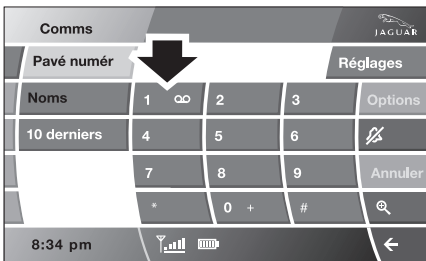 Comms
JAGUAR
Pavé numér
Réglages
Noms
1 2 3
Options
10 derniers
4 5 6
7 8 9
Annuler
* 0 + #
8:34 pm